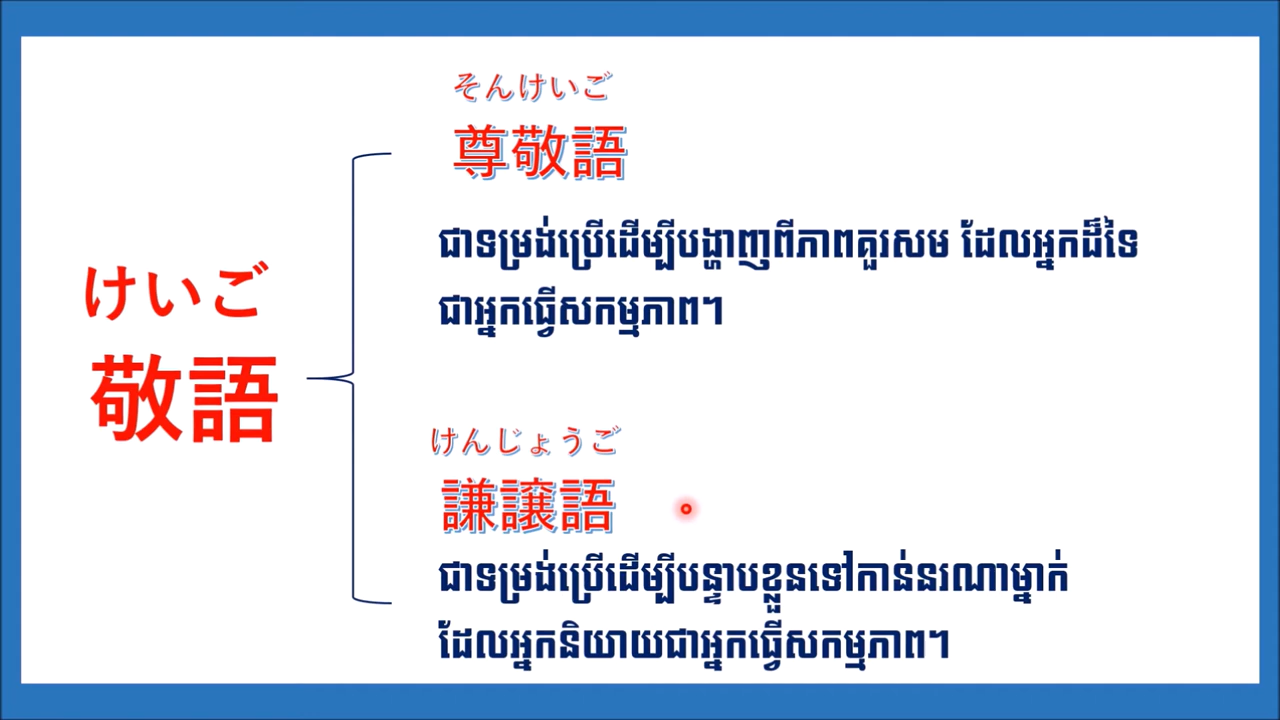 そんけいご
尊敬語
ជាទម្រង់ប្រើដើម្បីបង្ហាញពីភាពគួរសម ដែលអ្នកដ៏ទៃ
ជាអ្នកធ្វើសកម្មភាព។
けいご
敬語
けんじょうご
謙譲語
ជាទម្រង់ប្រើដើម្បីបន្ទាបខ្លួនទៅកាន់នរណាម្នាក់
ដែលអ្នកនិយាយជាអ្នកធ្វើសកម្មភាព។